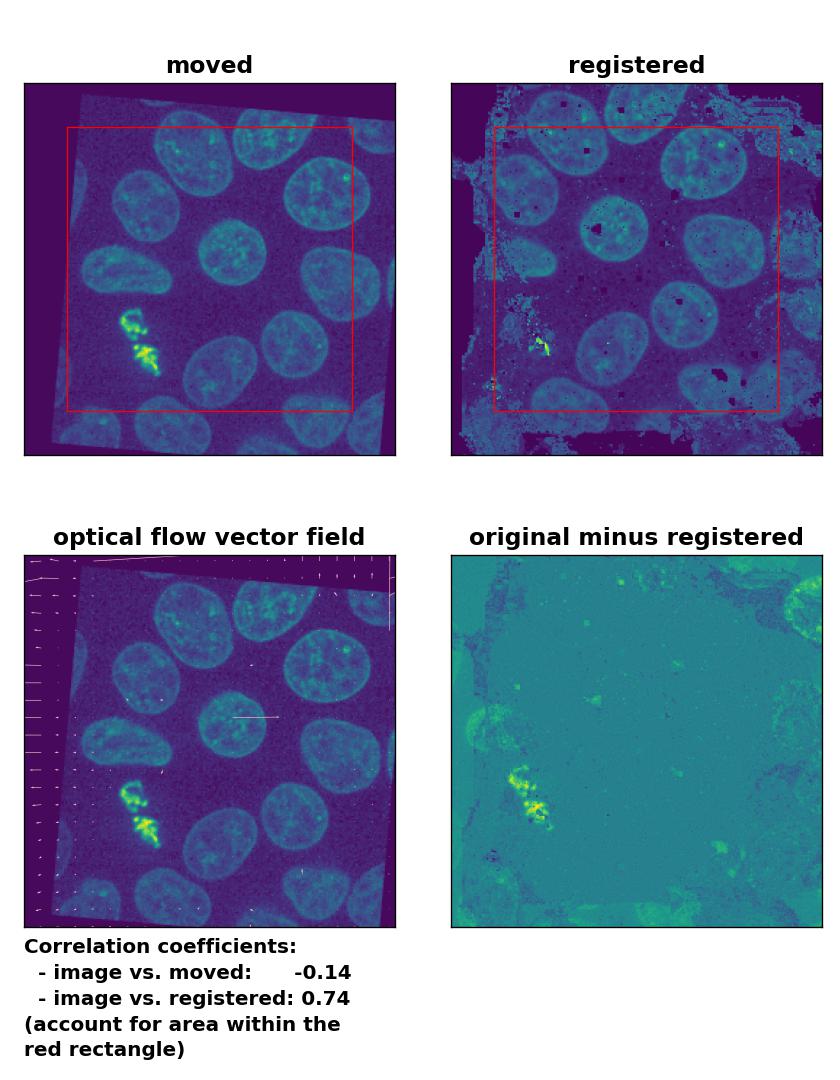 moved
registered
optical flow vector field
original minus registered
Correlation coefficients:
- image vs. moved: -0.14
- image vs. registered: 0.74
(account for area within the
red rectangle)